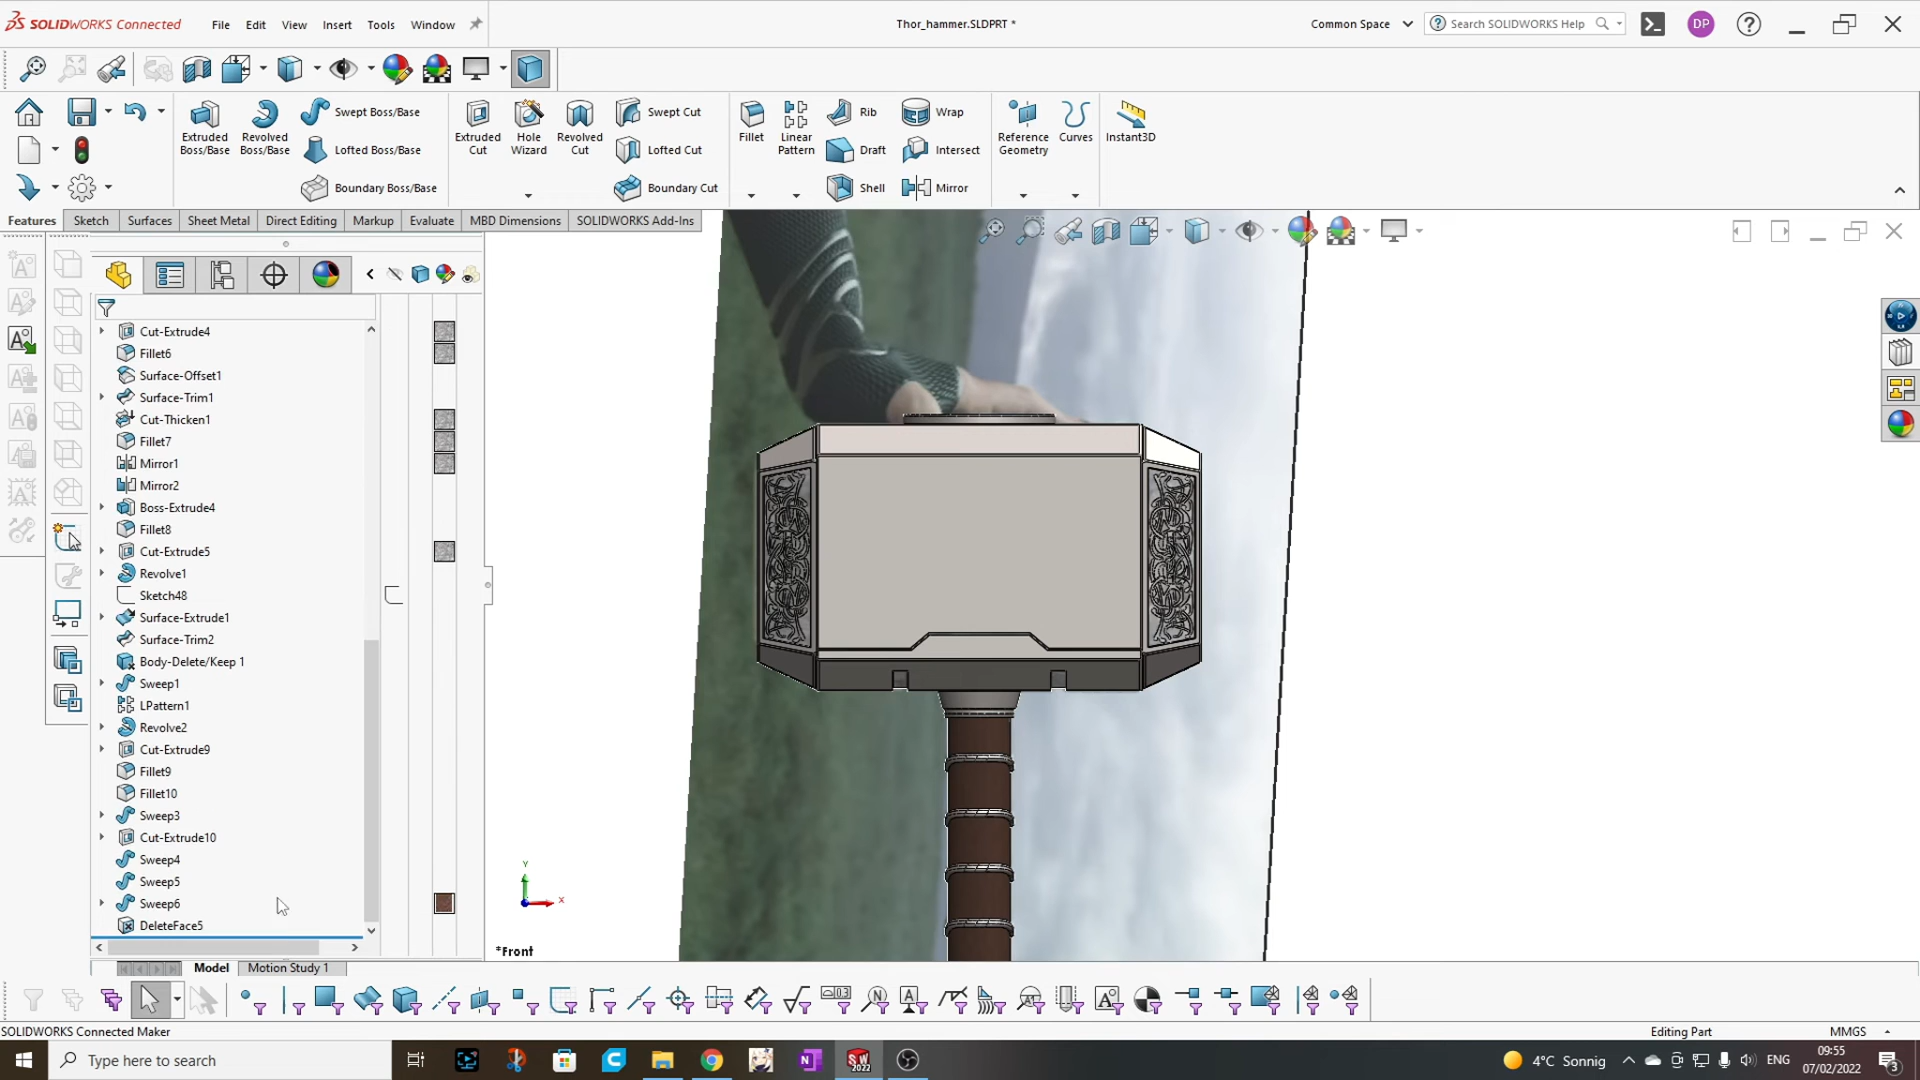 SOLIDWORKS Connected File Edit View Insert Tools Window Thor_hammer.SLDPRT * Common Space Search SOLIDWORKS Help DP
Extruded Boss/Base
Revolved Boss/Base
Swept Boss/Base
Lofted Boss/Base
Boundary Boss/Base
Extruded Cut
Hole Wizard
Revolved Cut
Swept Cut
Lofted Cut
Boundary Cut
Fillet
Linear Pattern
Rib
Draft
Shell
Wrap
Intersect
Mirror
Reference Geometry
Curves
Instant3D
Features Sketch Surfaces Sheet Metal Direct Editing Markup Evaluate MBD Dimensions SOLIDWORKS Add-Ins
Cut-Extrude4
Fillet6
Surface-Offset1
Surface-Trim1
Cut-Thicken1
Fillet7
Mirror1
Mirror2
Boss-Extrude4
Fillet8
Cut-Extrude5
Revolve1
Sketch48
Surface-Extrude1
Surface-Trim2
Body-Delete/Keep 1
Sweep1
LPattern1
Revolve2
Cut-Extrude9
Fillet9
Fillet10
Sweep3
Cut-Extrude10
Sweep4
Sweep5
Sweep6
DeleteFace5
Y
X
*Front
Model Motion Study 1
SOLIDWORKS Connected Maker Editing Part MMGS
Type here to search SW 2022 4°C Sonnig ENG 09:55
07/02/2022 3